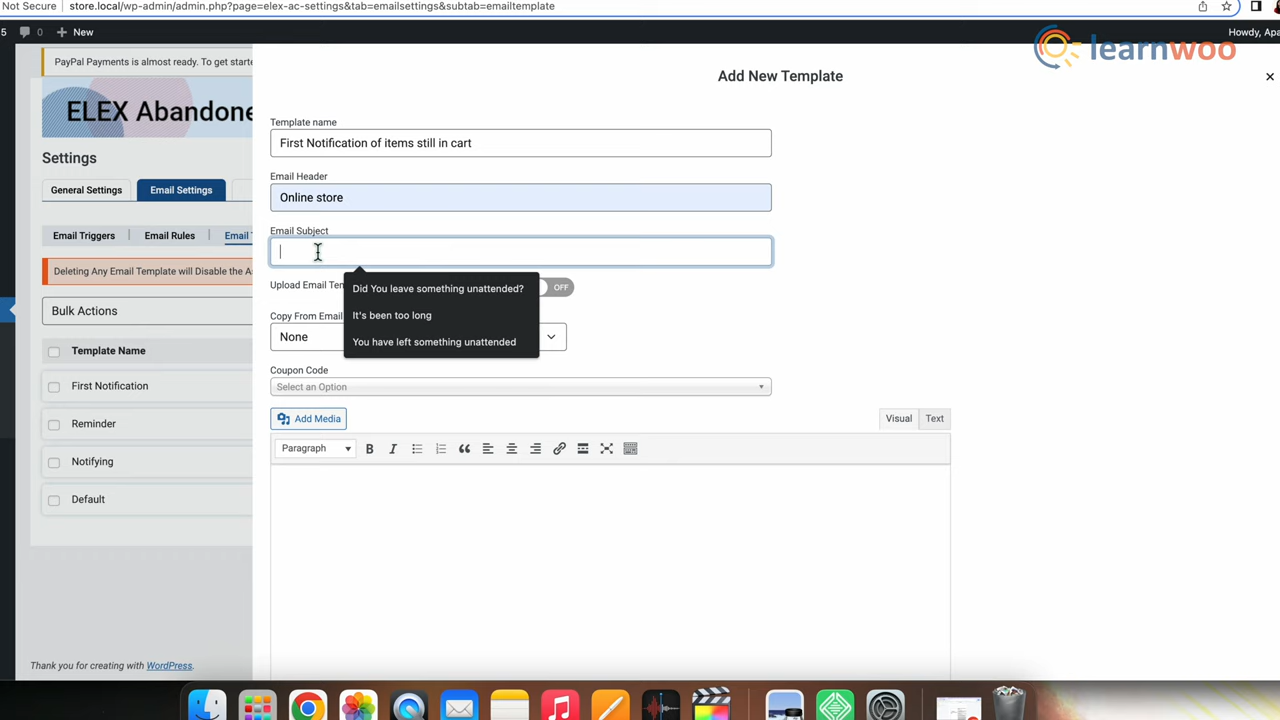 Not Secure store.local/wp-admin/admin.php?page=elex-ac-settings&tab=emailsettings&subtab=emailtemplate
5 0 New Howdy, Apa
learnwoo
PayPal Payments is almost ready. To get starte
ELEX Abandone
Settings
General Settings Email Settings
Email Triggers Email Rules Email T
Deleting Any Email Template will Disable the A
Bulk Actions
Template Name
First Notification
Reminder
Notifying
Default
Thank you for creating with WordPress.
Add New Template
Template name
First Notification of items still in cart
Email Header
Online store
Email Subject
Did You leave something unattended?
It's been too long
You have left something unattended
Upload Email Tem OFF
Copy From Email
None
Coupon Code
Select an Option
Add Media Visual Text
Paragraph B I